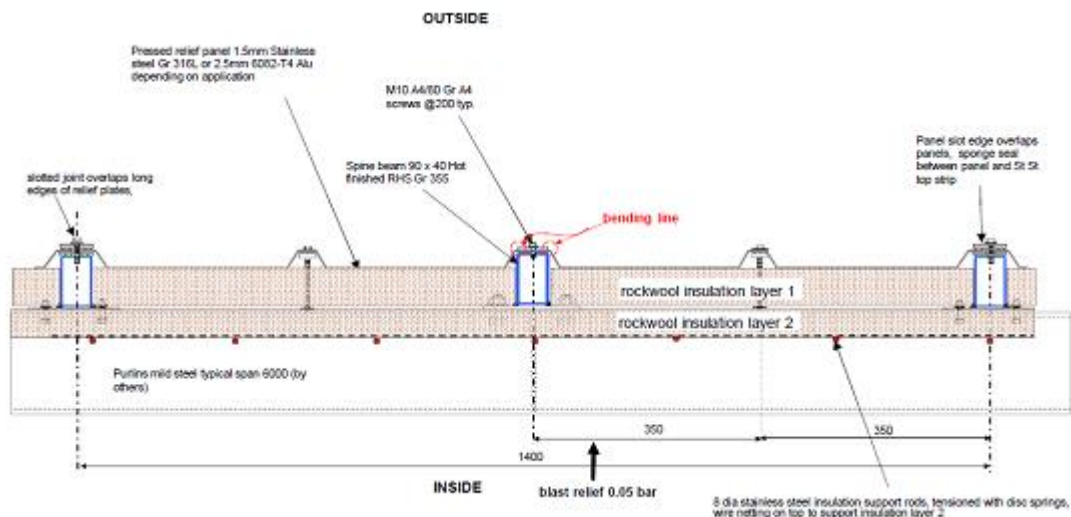 OUTSIDE
Pressed relief panel 1.5mm Stainless
steel Gr 316L or 2.5mm 6082-T4 Alu
depending on application
M10 A4/80 Gr A4
screws @200 typ.
Panel slot edge overlaps
panels, sponge seal
between panel and St St
top strip
Spine beam 90 x 40 Hot
finished RHS Gr 355
slotted joint overlaps long
edges of relief plates,
bending line
rockwool insulation layer 1
rockwool insulation layer 2
Purlins mild steel typical span 6000 (by
others)
350
350
1400
INSIDE
blast relief 0.05 bar
8 dia stainless steel insulation support rods, tensioned with disc springs,
wire netting on top to support insulation layer 2